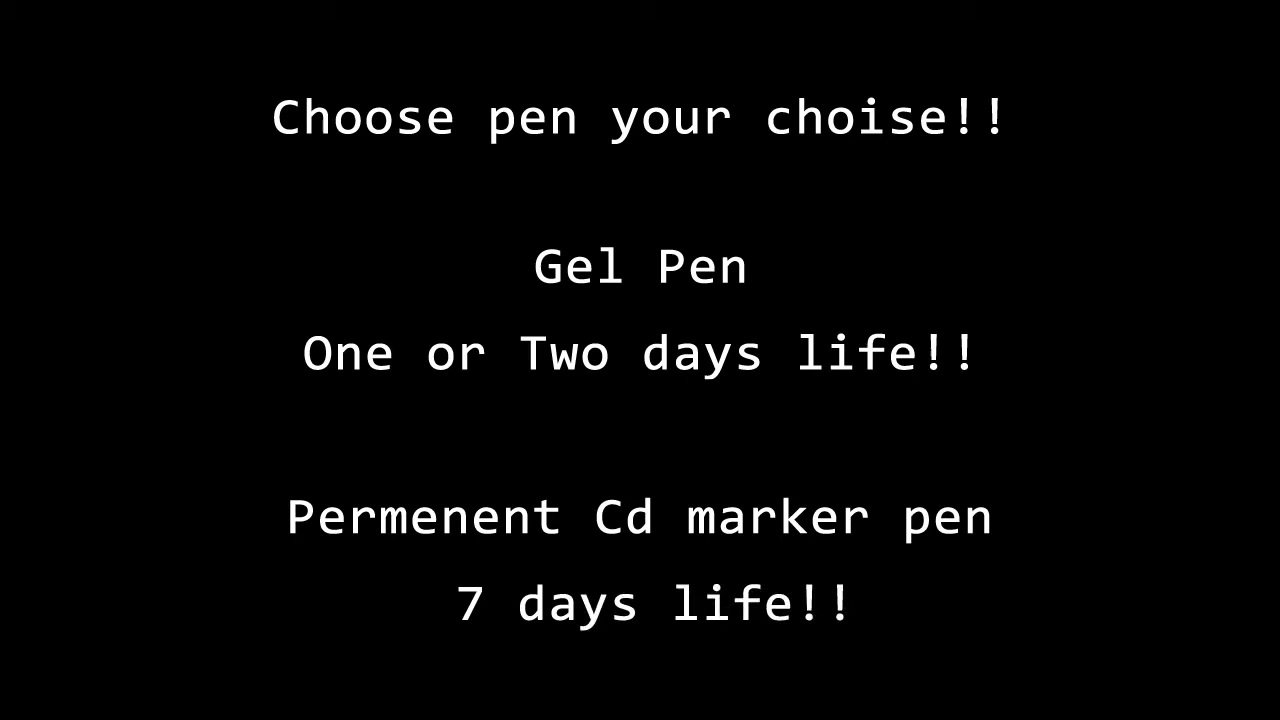 Choose pen your choise!!
Gel Pen
One or Two days life!!
Permenent Cd marker pen
7 days life!!